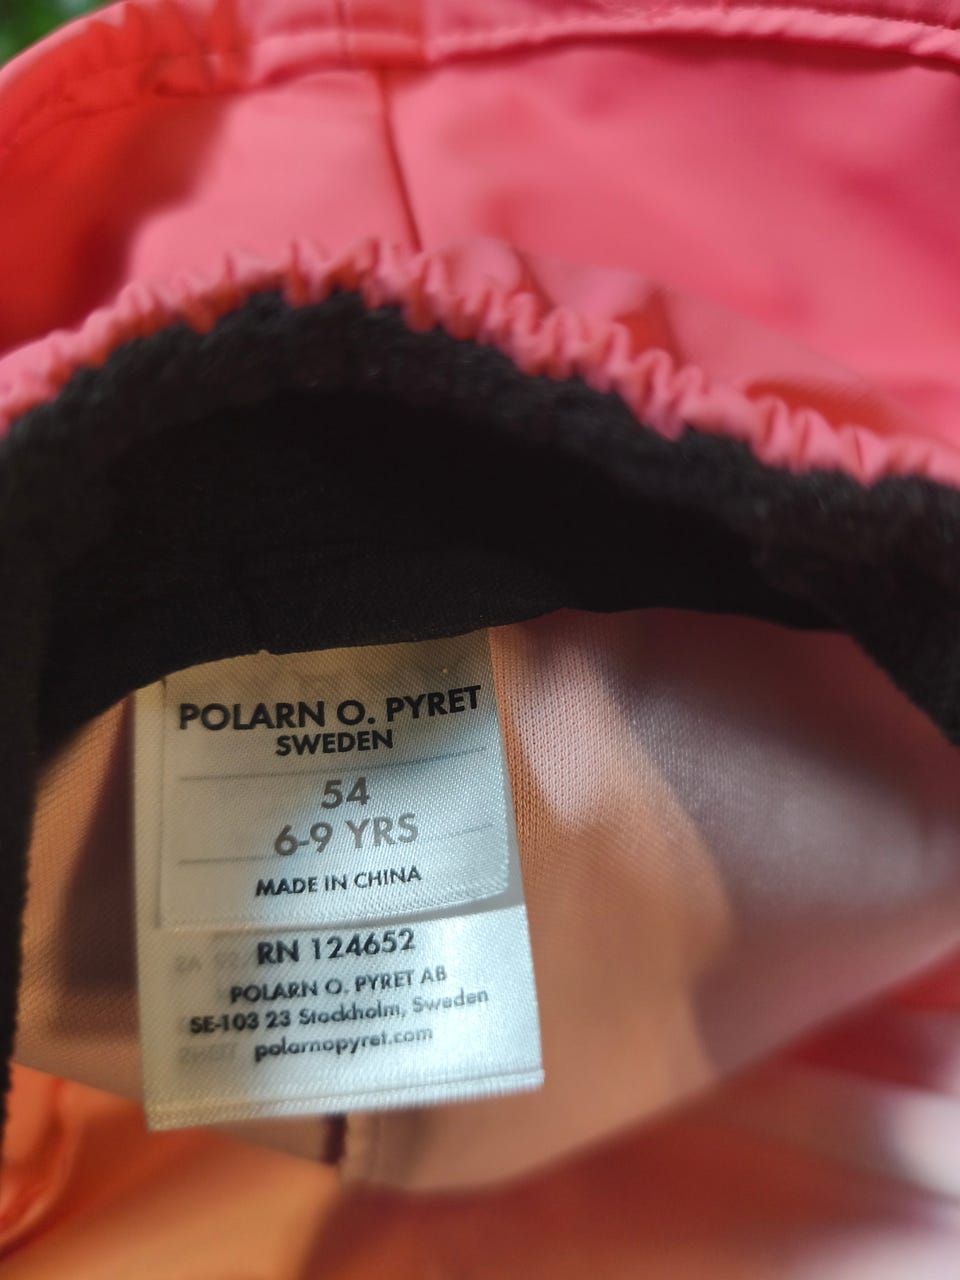 POLARN O. PYRET
SWEDEN
54
6-9 YRS
MADE IN CHINA
RN 124652
POLARN O. PYRET AB
SE-103 23 Stockholm, Sweden
polarnopyret.com